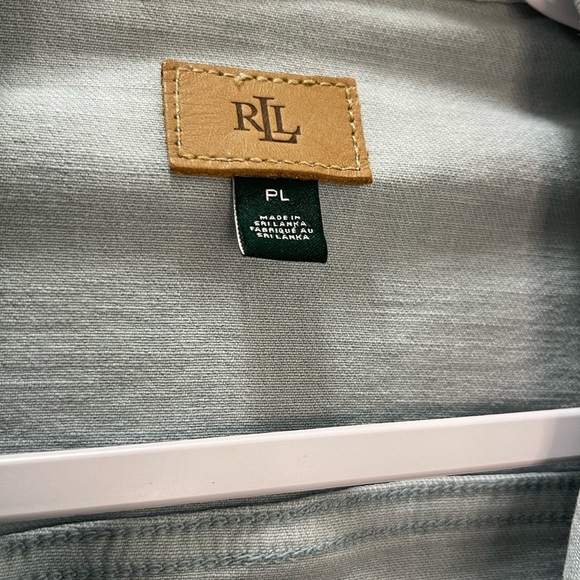 RLL
PL
MADE IN
SRI LANKA
FABRIQUÉ AU
SRI LANKA